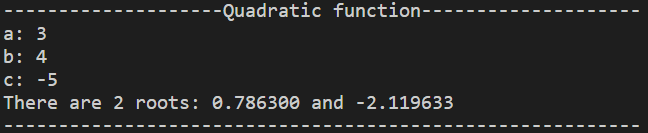 --------------------Quadratic function--------------------
a: 3
b: 4
c: -5
There are 2 roots: 0.786300 and -2.119633
----------------------------------------------------------